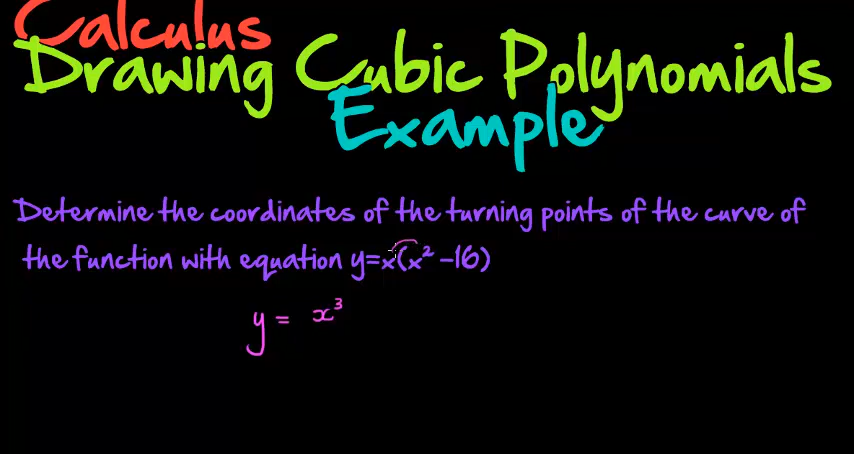 Calculus
Drawing Cubic Polynomials
Example
Determine the coordinates of the turning points of the curve of
the function with equation y=x(x² -16)
y = x³